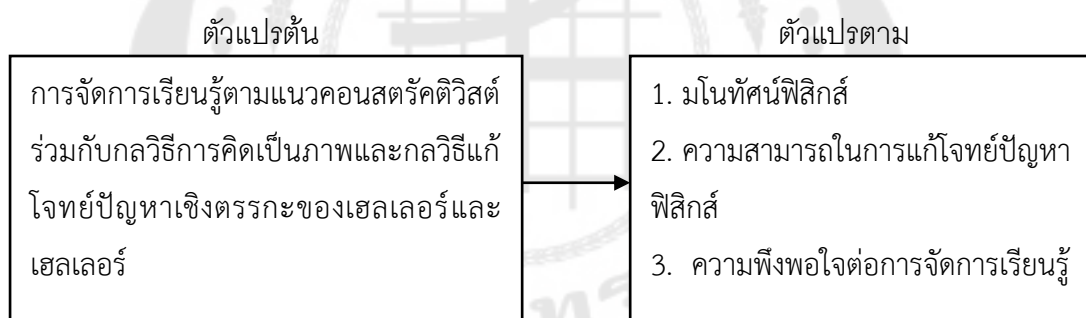 ตัวแปรต้น
การจัดการเรียนรู้ตามแนวคอนสตรัคติวิสต์
ร่วมกับกลวิธีการคิดเป็นภาพและกลวิธีแก้
โจทย์ปัญหาเชิงตรรกะของเฮลเลอร์และ
เฮลเลอร์
ตัวแปรตาม
1. มโนทัศน์ฟิสิกส์
2. ความสามารถในการแก้โจทย์ปัญหา
ฟิสิกส์
3. ความพึงพอใจต่อการจัดการเรียนรู้